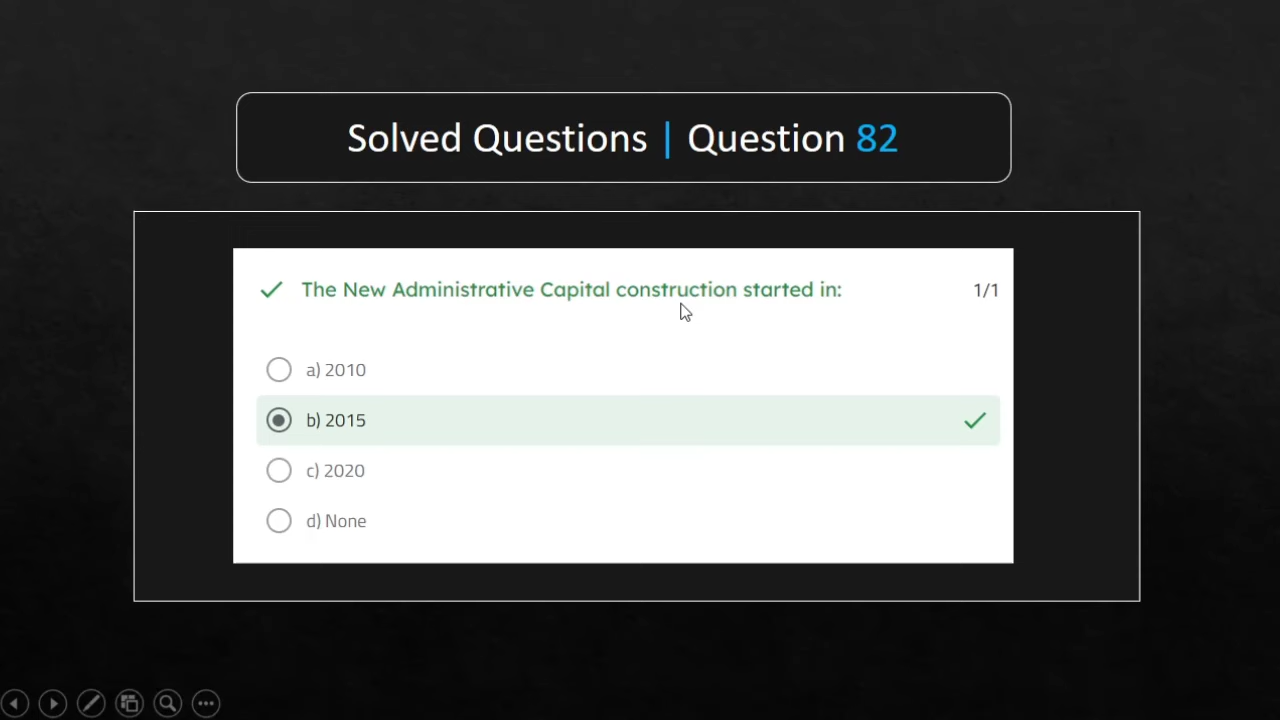 Solved Questions | Question 82
The New Administrative Capital construction started in: 1/1
a) 2010
b) 2015
c) 2020
d) None